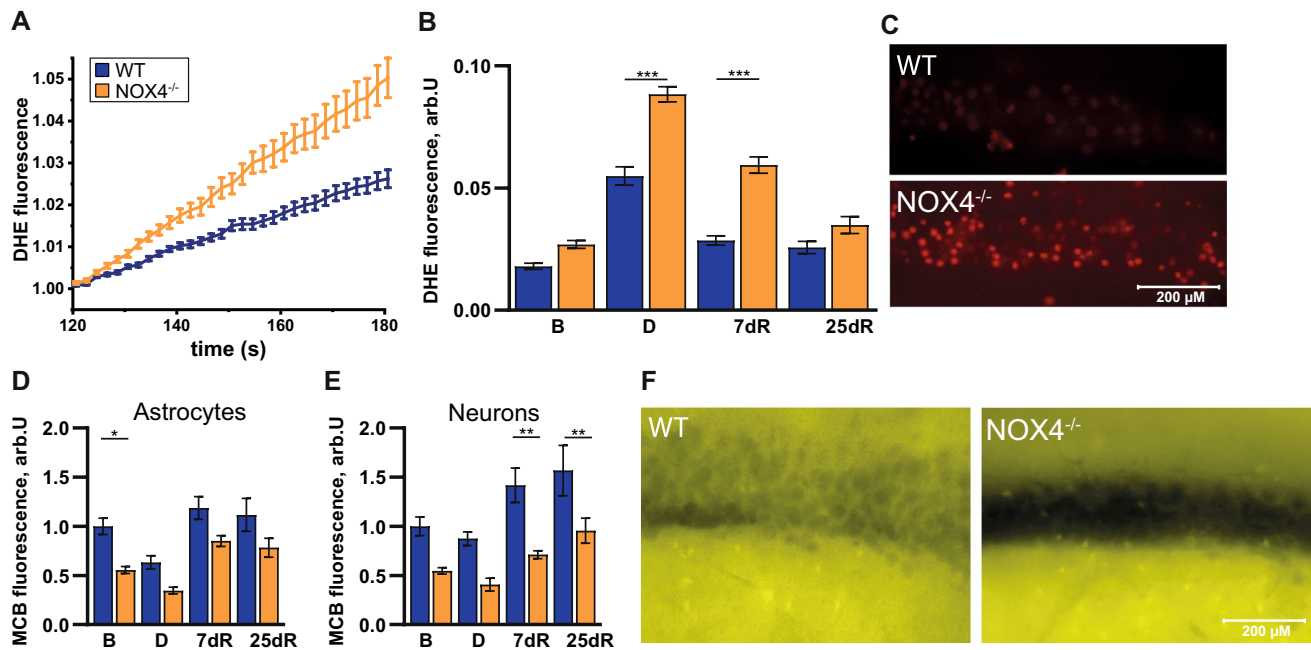 A
WT
NOX4-/-
DHE fluorescence
1.05
1.04
1.03
1.02
1.01
1.00
120
140
160
180
time (s)
B
DHE fluorescence, arb.U
0.10
0.05
0.00
***
***
B
D
7dR
25dR
C
WT
NOX4-/-
200 µM
D
Astrocytes
MCB fluorescence, arb.U
2.0
1.5
1.0
0.5
0.0
*
B
D
7dR
25dR
E
Neurons
MCB fluorescence, arb.U
2.0
1.5
1.0
0.5
0.0
**
**
B
D
7dR
25dR
F
WT
NOX4-/-
200 µM